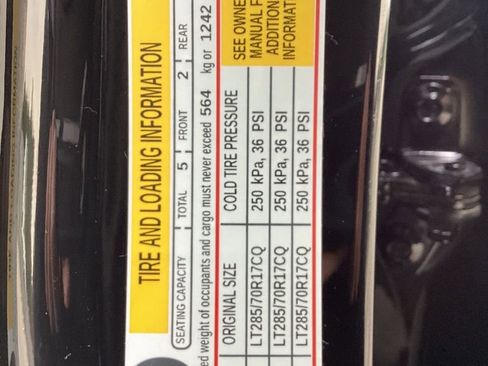 TIRE AND LOADING INFORMATION
SEATING CAPACITY TOTAL 5 FRONT 2 REAR
weight of occupants and cargo must never exceed 564 kg or 1242
ORIGINAL SIZE COLD TIRE PRESSURE
LT285/70R17CQ 250 kPa, 36 PSI
LT285/70R17CQ 250 kPa, 36 PSI
LT285/70R17CQ 250 kPa, 36 PSI
SEE OWNE
MANUAL F
ADDITION
INFORMAT